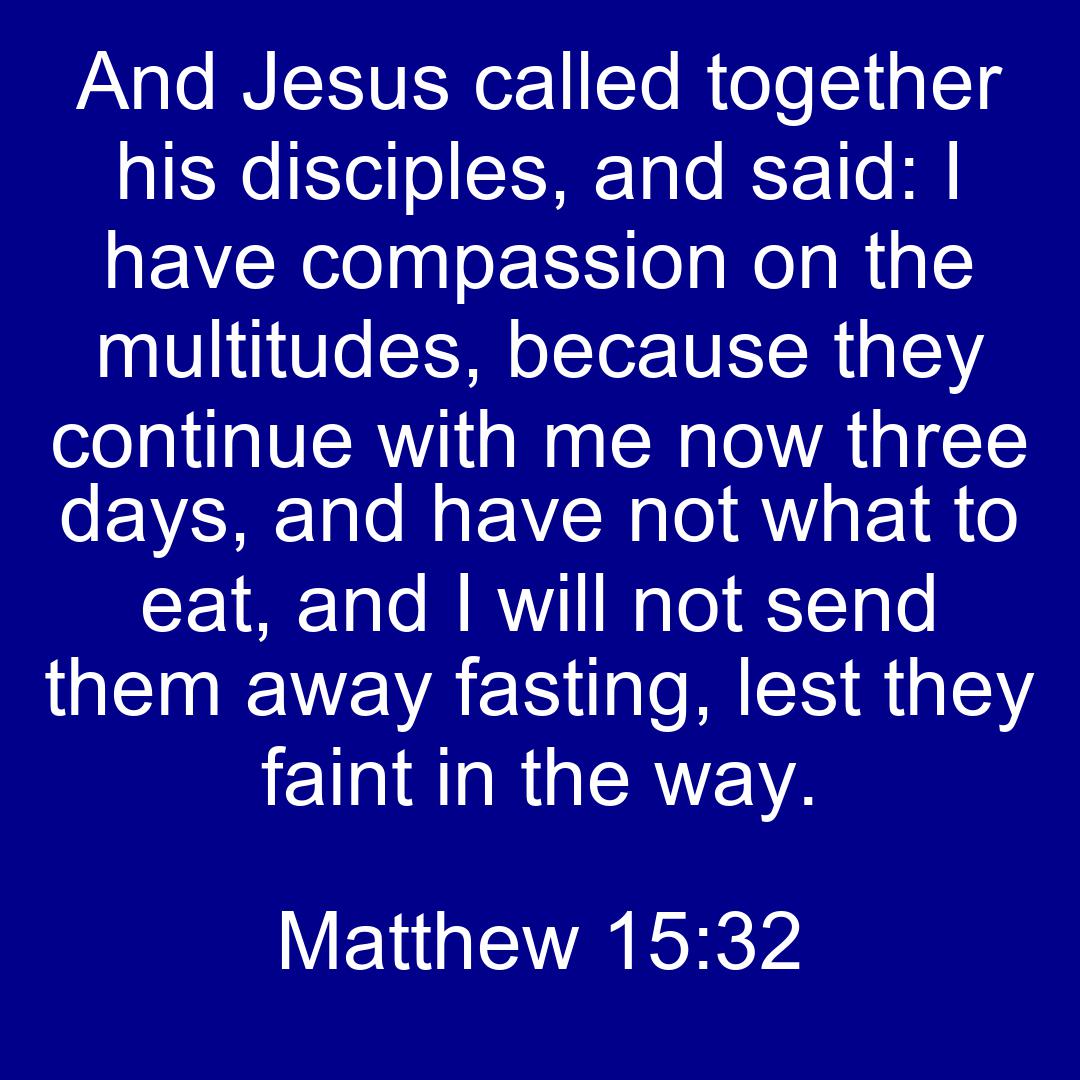 And Jesus called together
his disciples, and said: I
have compassion on the
multitudes, because they
continue with me now three
days, and have not what to
eat, and I will not send
them away fasting, lest they
faint in the way.
Matthew 15:32